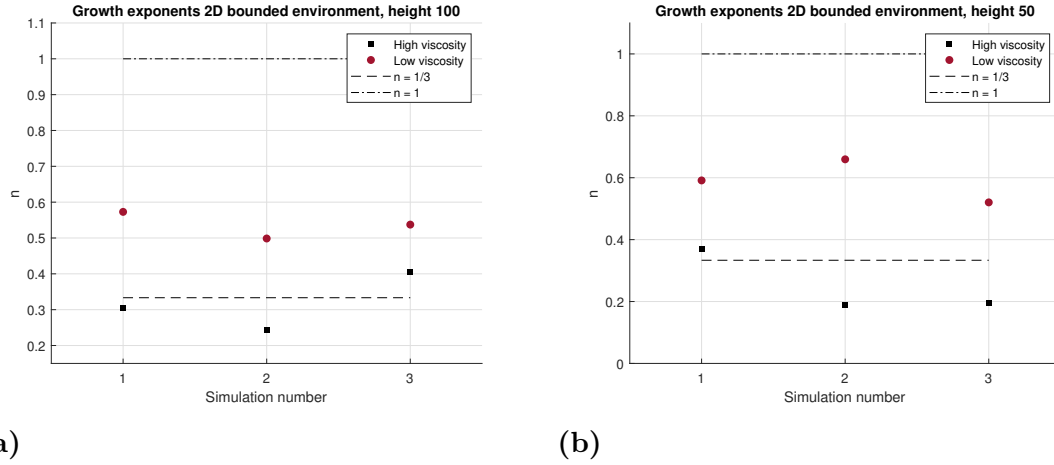 Growth exponents 2D bounded environment, height 100
1.1
1
0.9
0.8
0.7
0.6
0.5
0.4
0.3
0.2
n
High viscosity
Low viscosity
n = 1/3
n = 1
1 2 3
Simulation number
a)
Growth exponents 2D bounded environment, height 50
1
0.8
0.6
0.4
0.2
0
n
High viscosity
Low viscosity
n = 1/3
n = 1
1 2 3
Simulation number
(b)